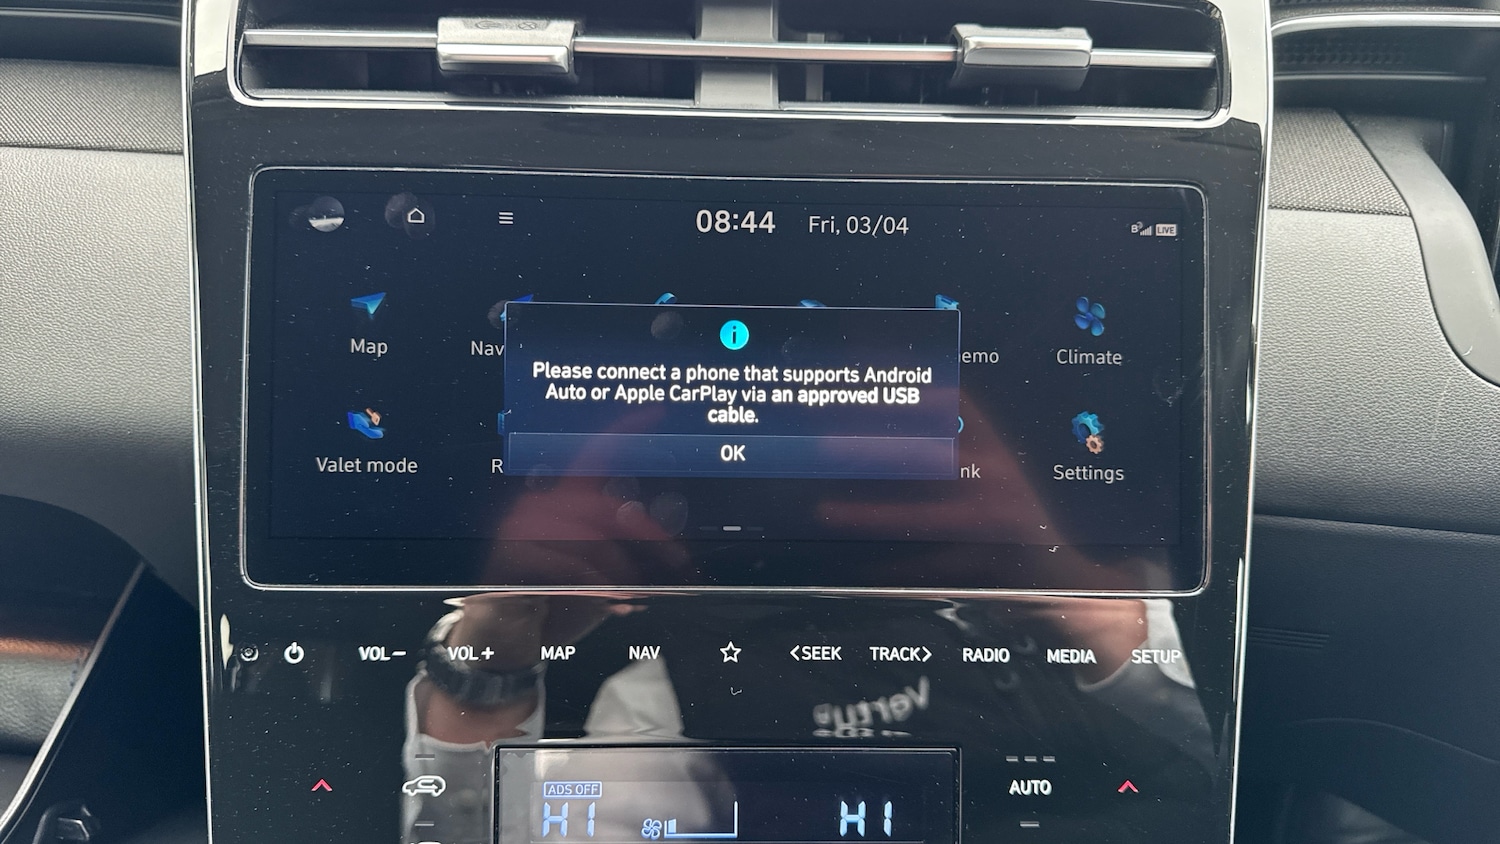 08:44 Fri, 03/04
LIVE
Map
Nav
emo
Climate
Please connect a phone that supports Android
Auto or Apple CarPlay via an approved USB
cable.
OK
Valet mode
R
nk
Settings
VOL− VOL+ MAP NAV <SEEK TRACK> RADIO MEDIA SETUP
AUTO
ADS OFF
HI HI